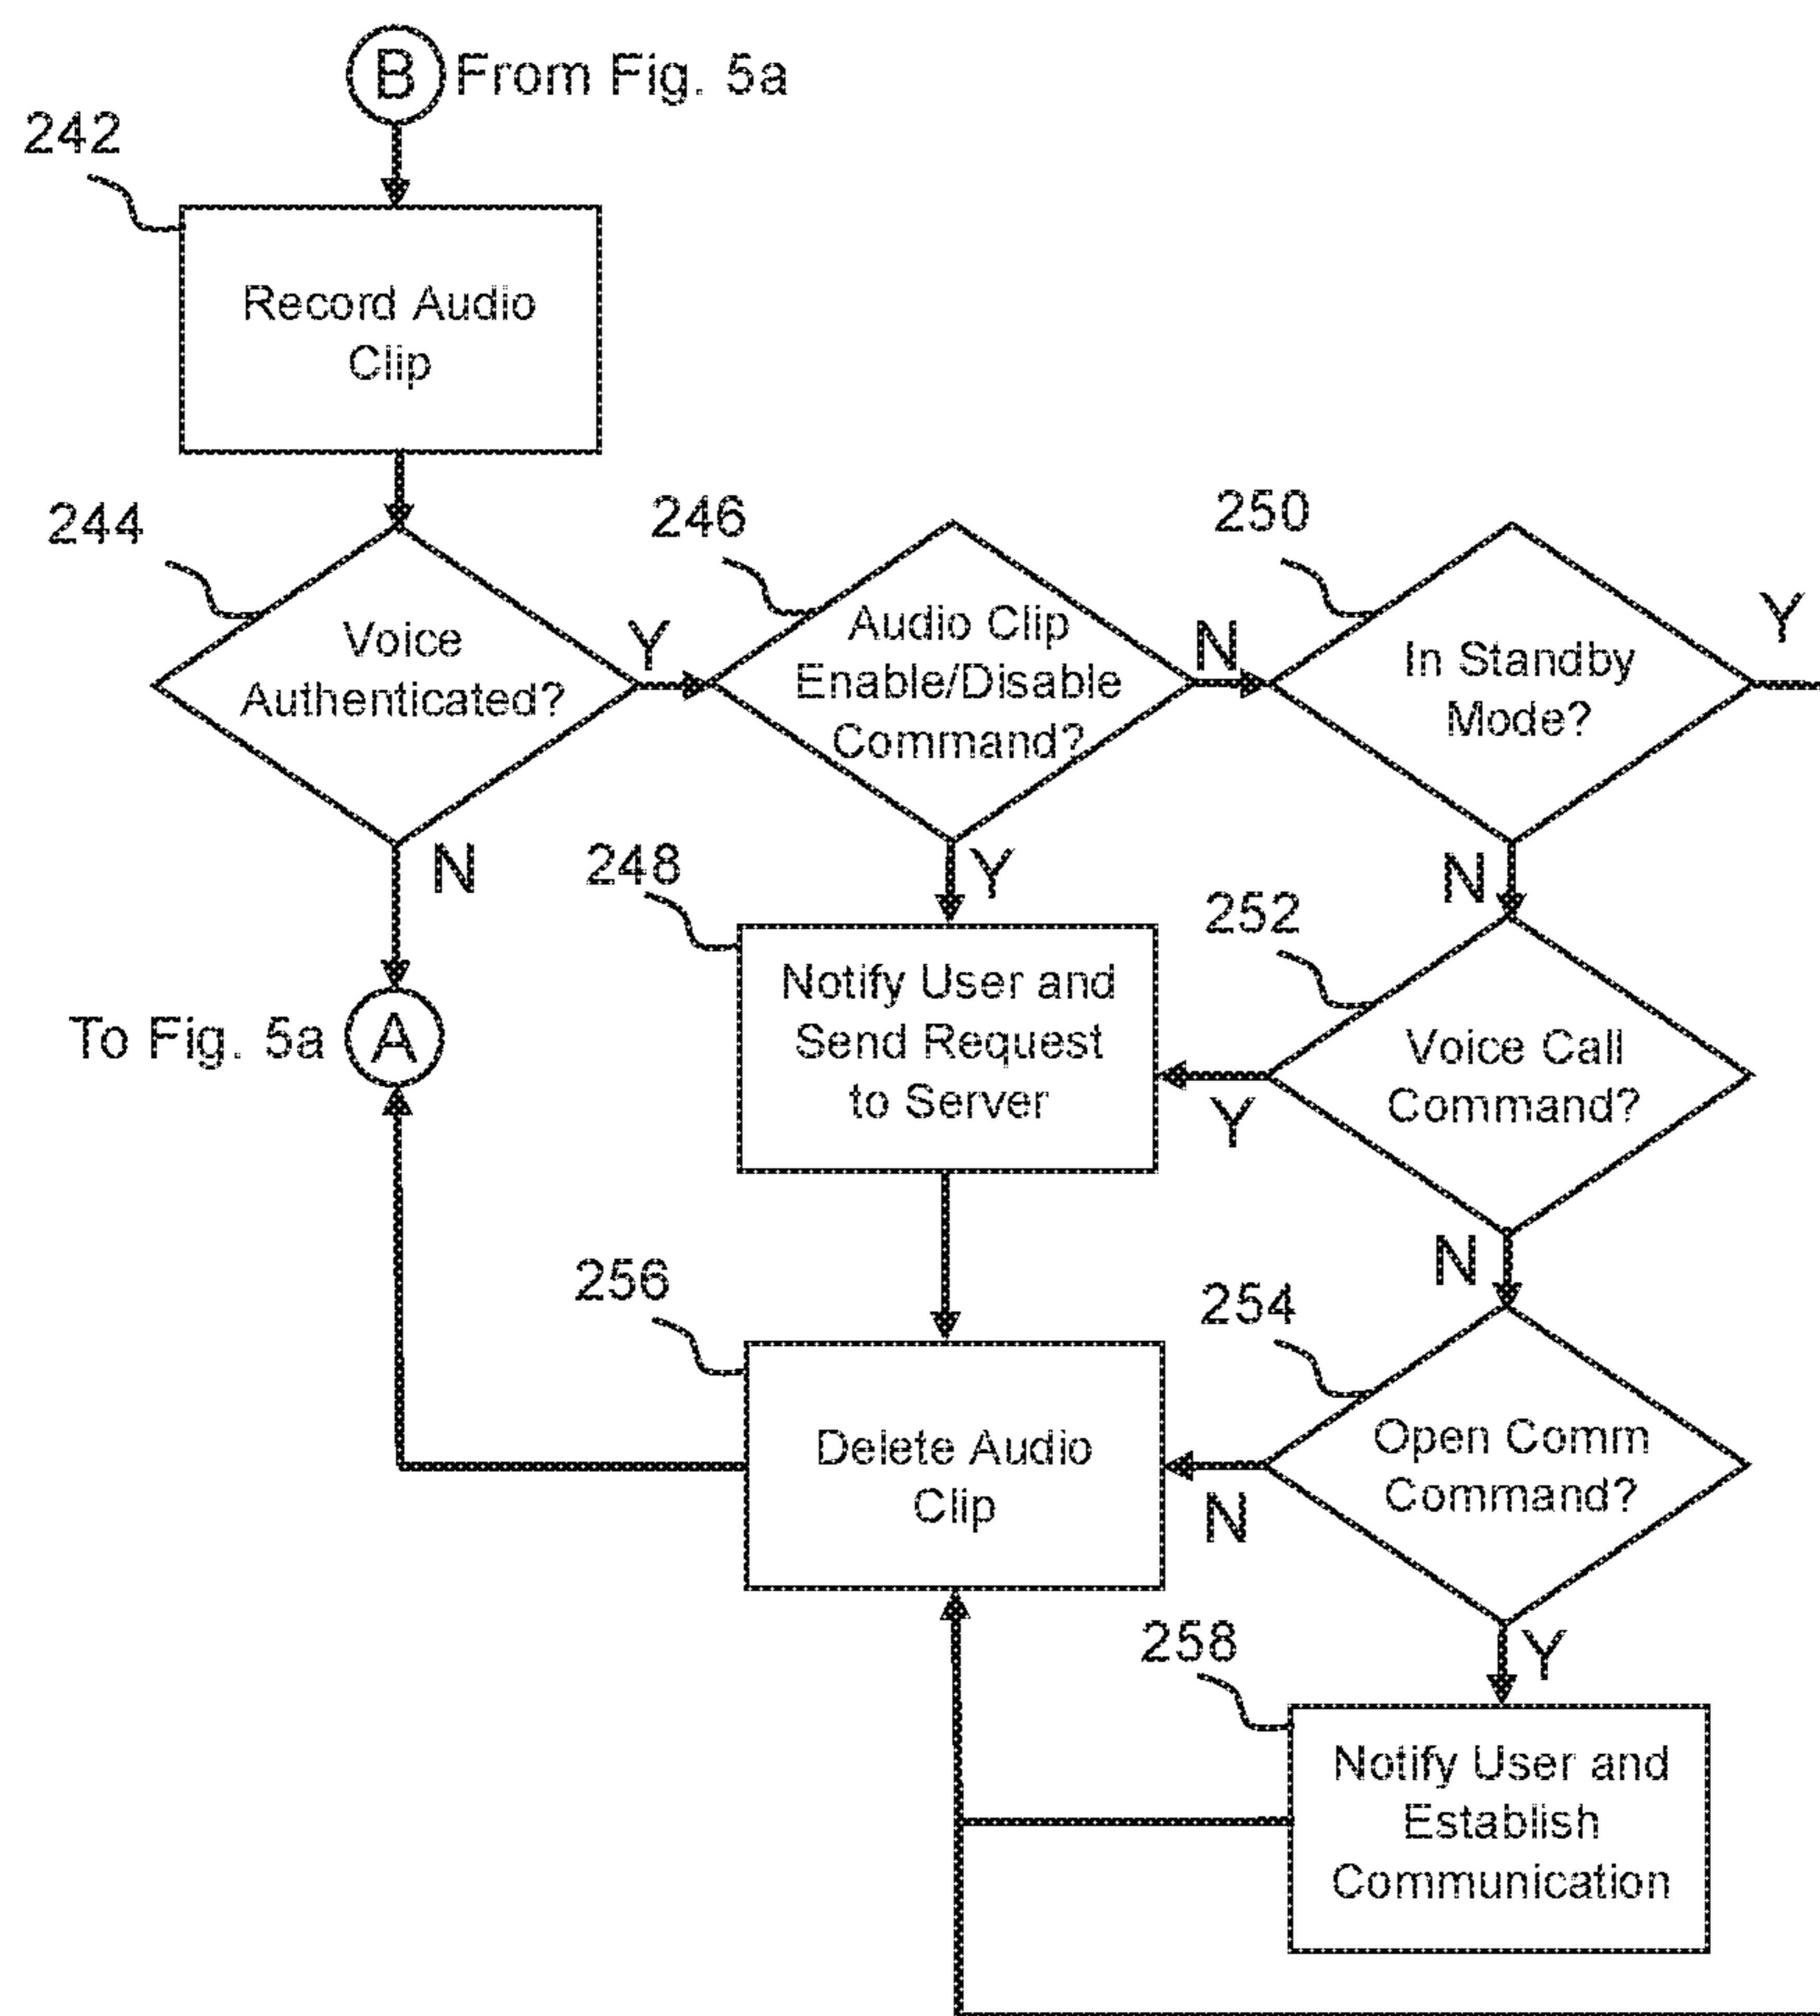 B From Fig. 5a
242
Record Audio
Clip
244
Voice
Authenticated?
Y
N
246
Audio Clip
Enable/Disable
Command?
N
Y
250
In Standby
Mode?
Y
N
248
Notify User and
Send Request
to Server
252
Voice Call
Command?
Y
N
To Fig. 5a A
256
Delete Audio
Clip
254
Open Comm
Command?
N
Y
258
Notify User and
Establish
Communication